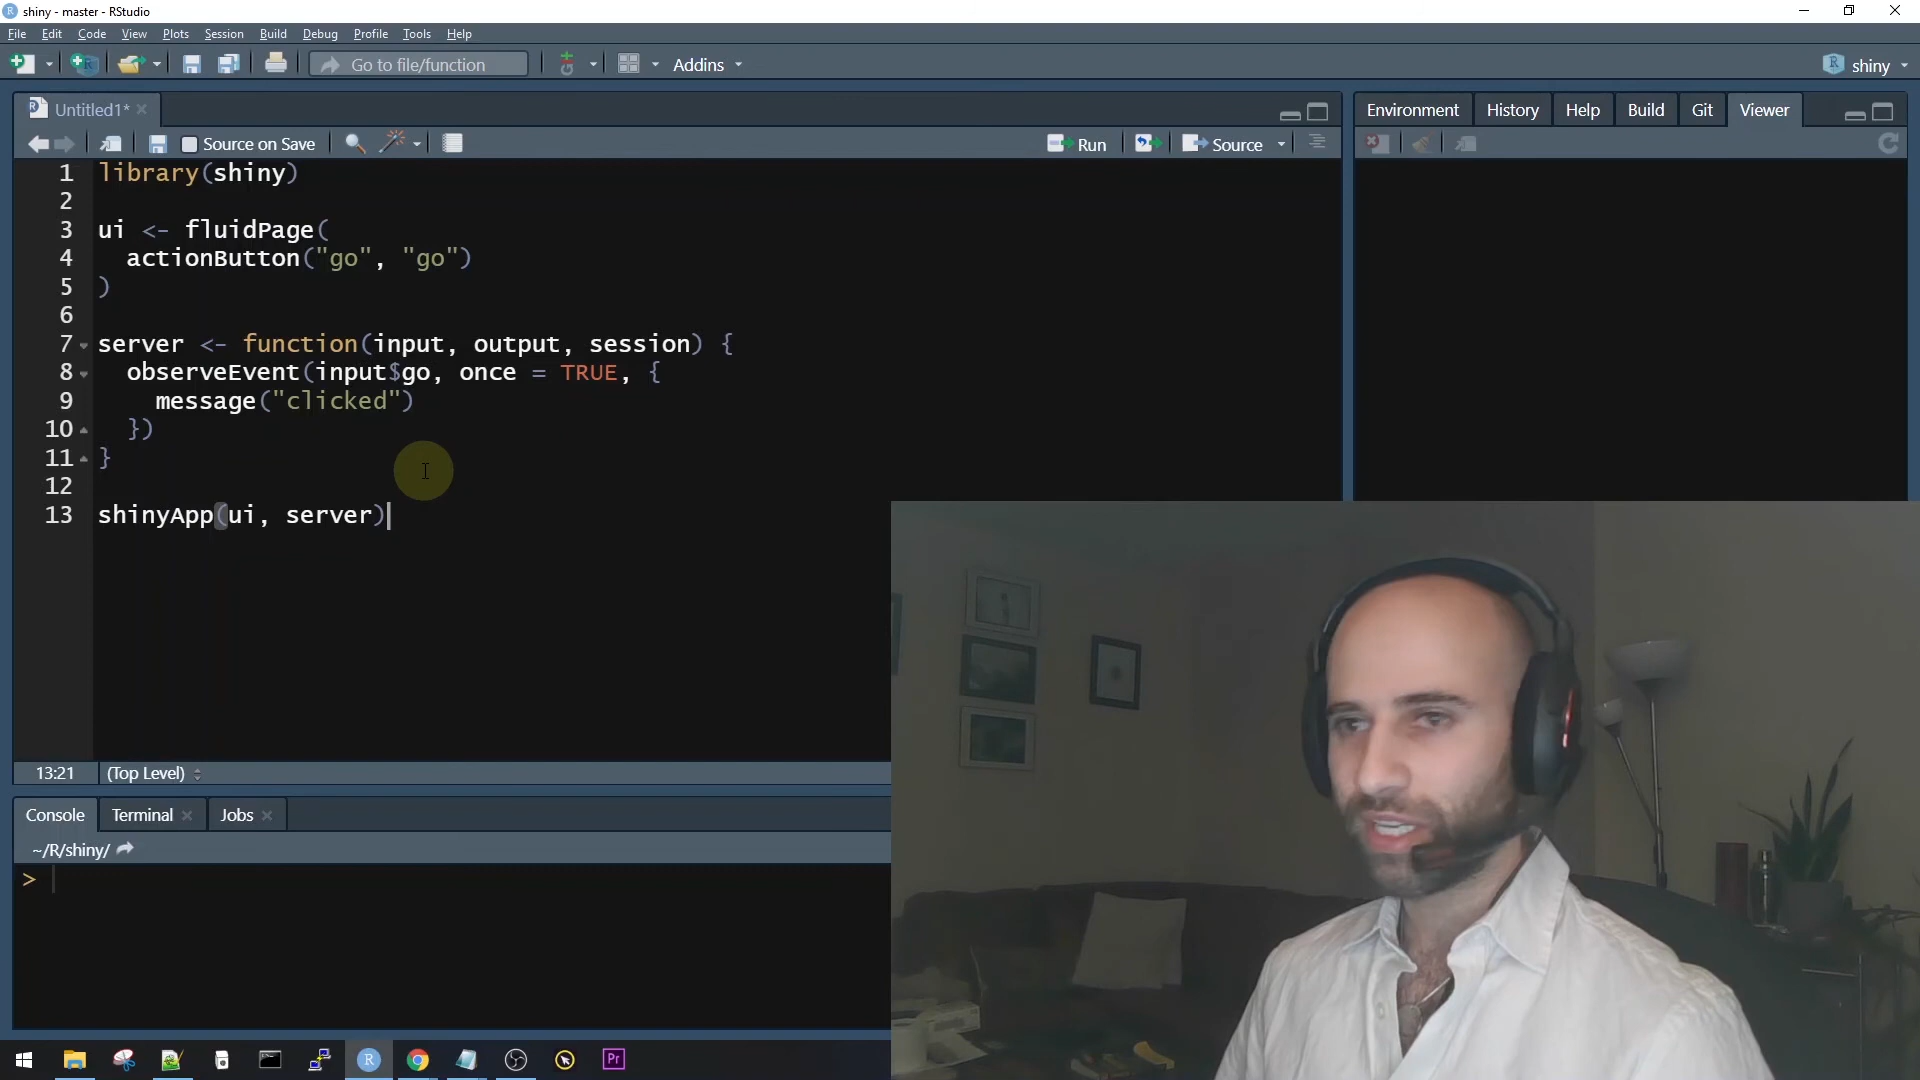 shiny - master - RStudio
File Edit Code View Plots Session Build Debug Profile Tools Help
Go to file/function Addins shiny
Untitled1* Environment History Help Build Git Viewer
Source on Save Run Source
1 library(shiny)
2
3 ui <- fluidPage(
4 actionButton("go", "go")
5 )
6
7 server <- function(input, output, session) {
8 observeEvent(input$go, once = TRUE, {
9 message("clicked")
10 })
11 }
12
13 shinyApp(ui, server)
13:21 (Top Level)
Console Terminal Jobs
~/R/shiny/
>
R Pr